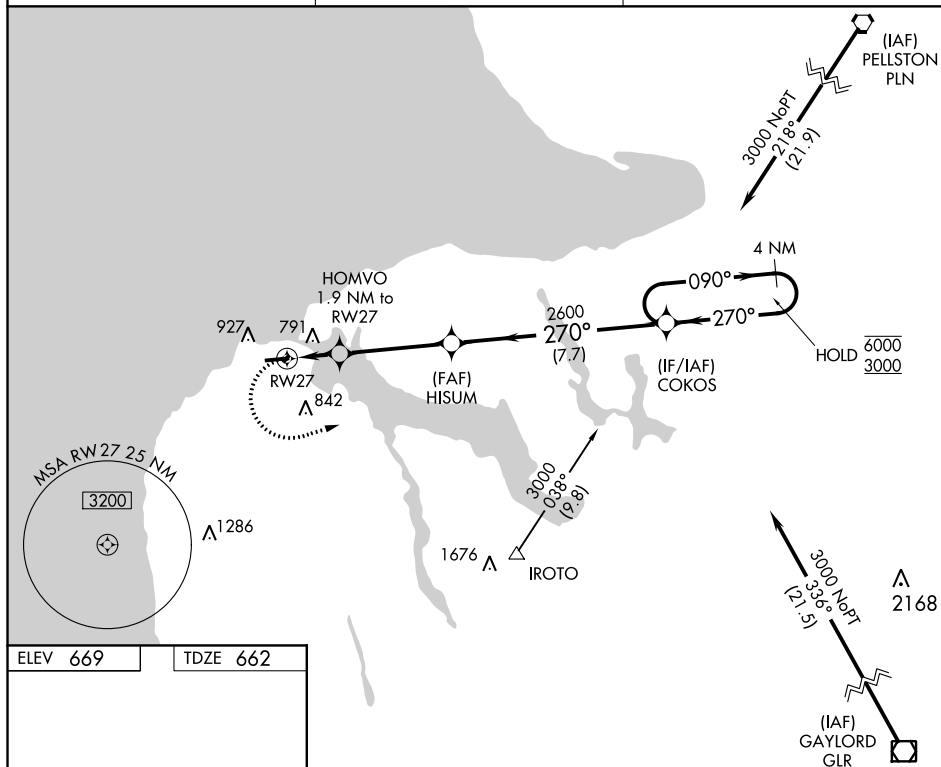 (IAF)
PELLSTON
PLN
3000 NoPT
218°
(21.9)
4 NM
090°
HOMVO
1.9 NM to
RW27
2600
270°
(7.7)
270°
927
791
HOLD
6000
3000
(IF/IAF)
COKOS
(FAF)
HISUM
RW27
842
MSA RW27 25 NM
3200
3000
038°
(9.8)
1286
1676
IROTO
3000 NoPT
336°
(21.5)
2168
ELEV 669
TDZE 662
(IAF)
GAYLORD
GLR